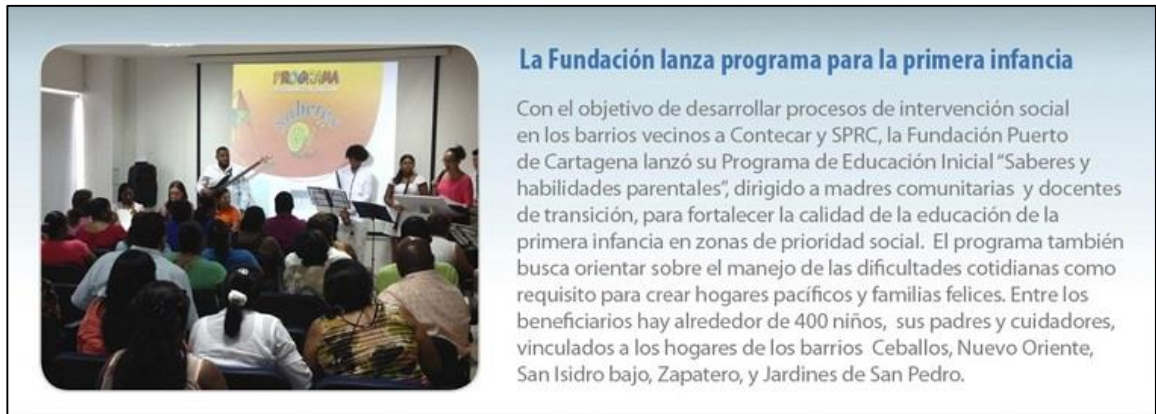 PROGRAMA
Saberes
La Fundación lanza programa para la primera infancia
Con el objetivo de desarrollar procesos de intervención social
en los barrios vecinos a Contecar y SPRC, la Fundación Puerto
de Cartagena lanzó su Programa de Educación Inicial "Saberes y
habilidades parentales", dirigido a madres comunitarias y docentes
de transición, para fortalecer la calidad de la educación de la
primera infancia en zonas de prioridad social. El programa también
busca orientar sobre el manejo de las dificultades cotidianas como
requisito para crear hogares pacíficos y familias felices. Entre los
beneficiarios hay alrededor de 400 niños, sus padres y cuidadores,
vinculados a los hogares de los barrios Ceballos, Nuevo Oriente,
San Isidro bajo, Zapatero, y Jardines de San Pedro.